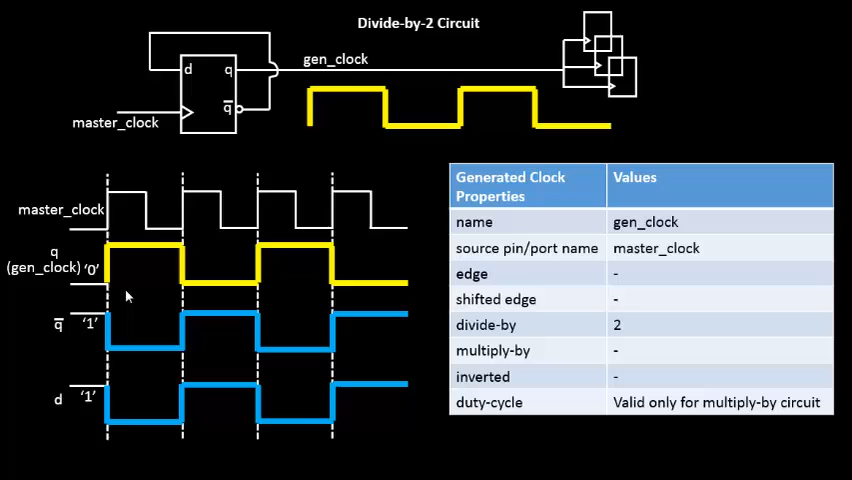 Divide-by-2 Circuit
d
q
gen_clock
q
master_clock
master_clock
q
(gen_clock) '0'
q '1'
d '1'
Generated Clock Properties
Values
name
gen_clock
source pin/port name
master_clock
edge
-
shifted edge
-
divide-by
2
multiply-by
-
inverted
-
duty-cycle
Valid only for multiply-by circuit